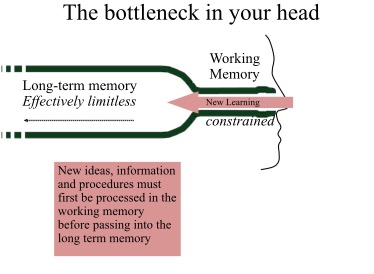 The bottleneck in your head
Working
Memory
Long-term memory
Effectively limitless
New Learning
constrained
New ideas, information
and procedures must
first be processed in the
working memory
before passing into the
long term memory